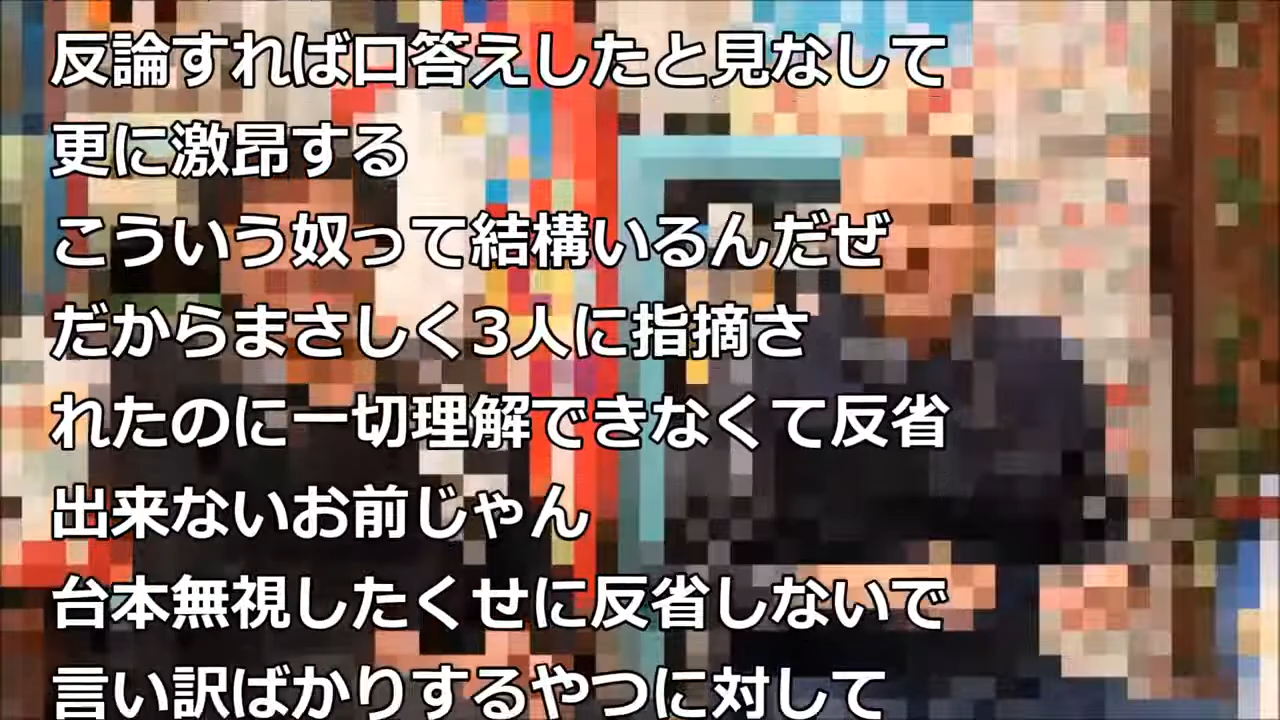 反論すれば口答えしたと見なして
更に激昂する
こういう奴って結構いるんだぜ
だからまさしく3人に指摘さ
れたのに一切理解できなくて反省
出来ないお前じゃん
台本無視したくせに反省しないで
言い訳ばかりするやつに対して